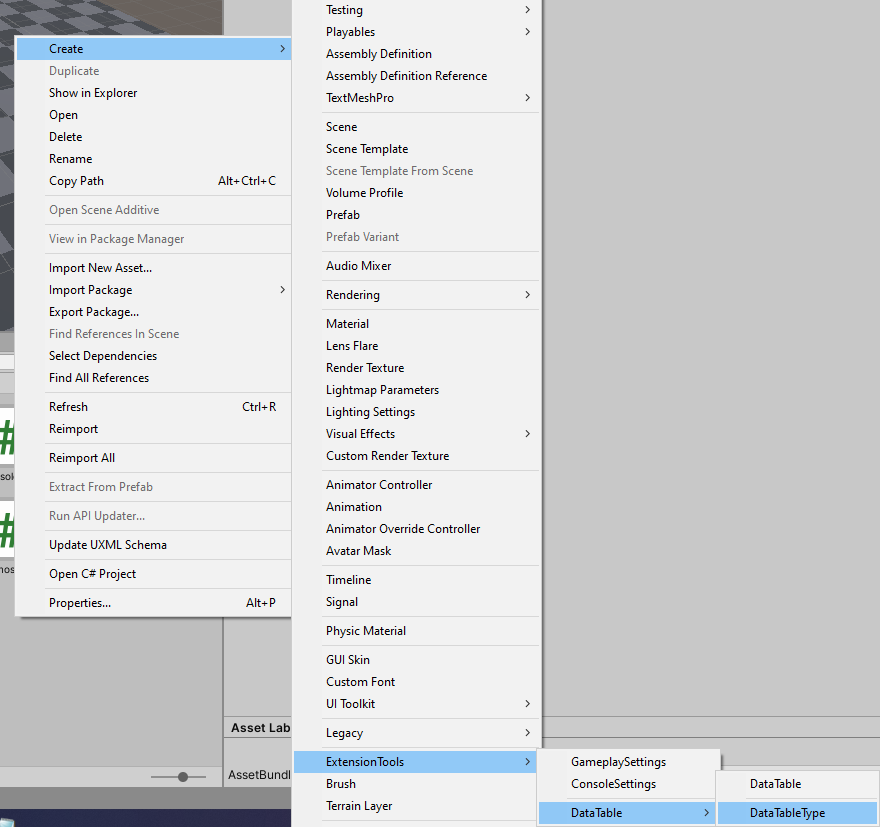 Create
Duplicate
Show in Explorer
Open
Delete
Rename
Copy Path Alt+Ctrl+C
Open Scene Additive
View in Package Manager
Import New Asset...
Import Package
Export Package...
Find References In Scene
Select Dependencies
Find All References
Refresh Ctrl+R
Reimport
Reimport All
Extract From Prefab
Run API Updater...
Update UXML Schema
Open C# Project
Properties... Alt+P
Testing
Playables
Assembly Definition
Assembly Definition Reference
TextMeshPro
Scene
Scene Template
Scene Template From Scene
Volume Profile
Prefab
Prefab Variant
Audio Mixer
Rendering
Material
Lens Flare
Render Texture
Lightmap Parameters
Lighting Settings
Visual Effects
Custom Render Texture
Animator Controller
Animation
Animator Override Controller
Avatar Mask
Timeline
Signal
Physic Material
GUI Skin
Custom Font
UI Toolkit
Legacy
ExtensionTools
Brush
Terrain Layer
GameplaySettings
ConsoleSettings
DataTable
DataTable
DataTableType
#
sol
#
nos
Asset Lab
AssetBundl